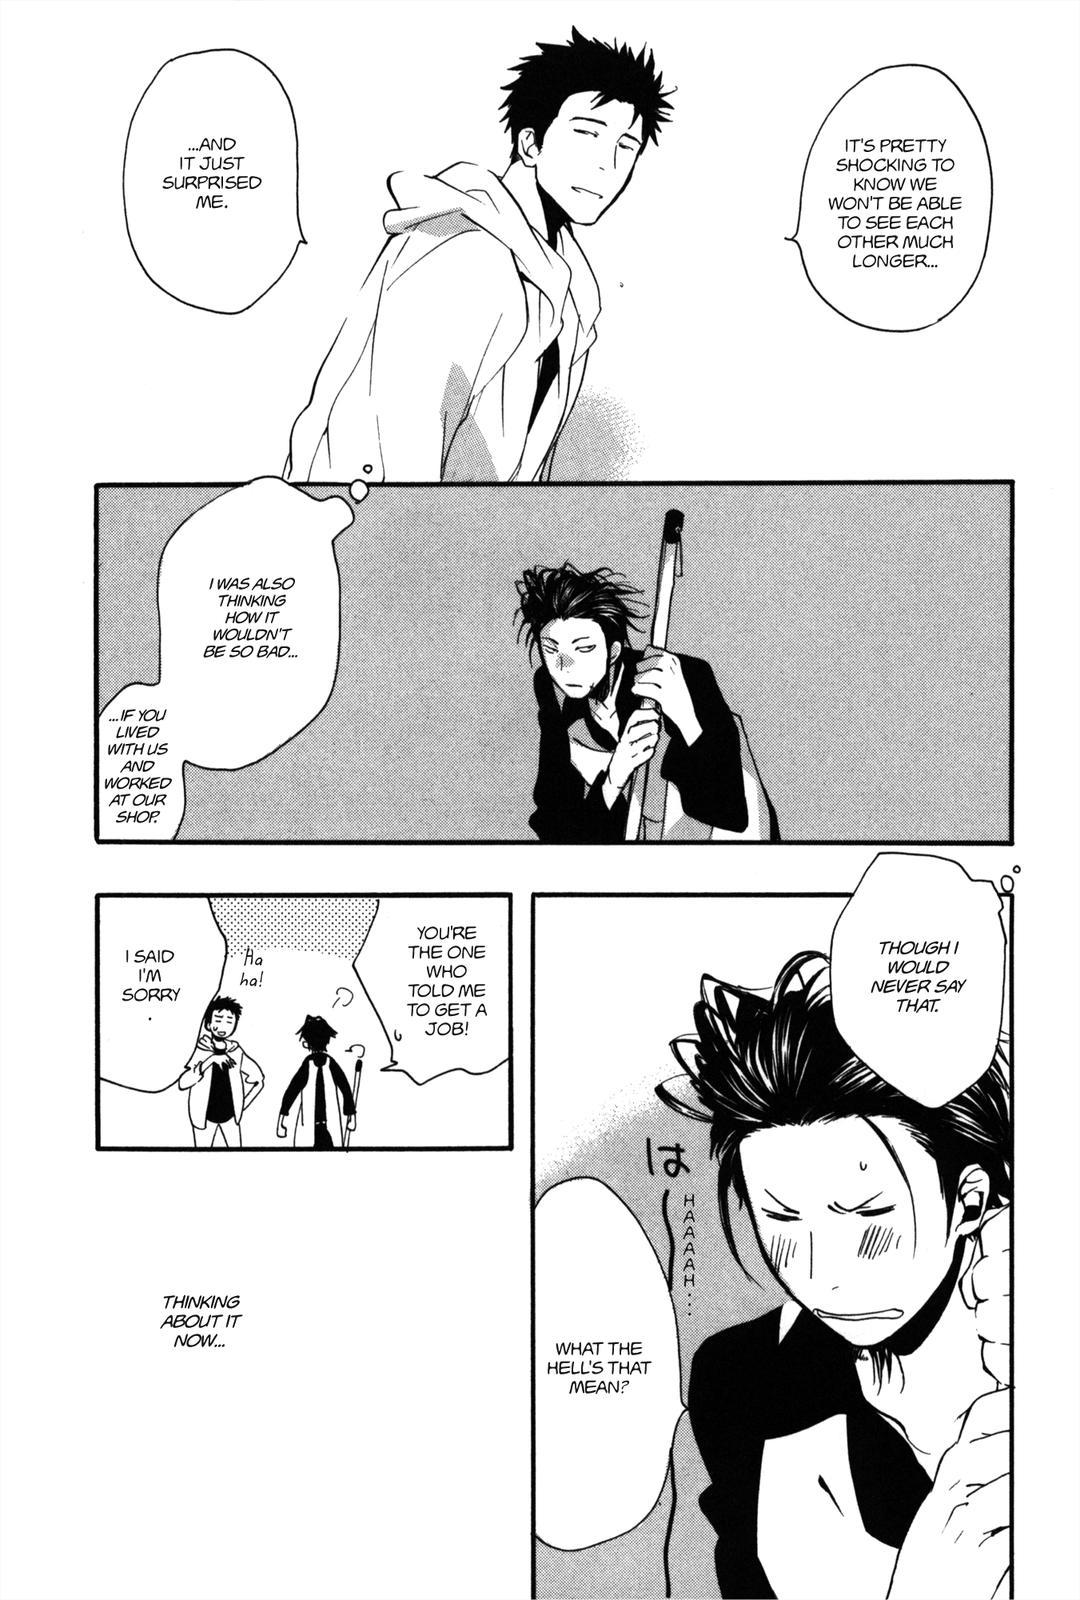 IT'S PRETTY
SHOCKING TO
KNOW WE
WON'T BE ABLE
TO SEE EACH
OTHER MUCH
LONGER...
...AND
IT JUST
SURPRISED
ME.
I WAS ALSO
THINKING
HOW IT
WOULDN'T
BE SO BAD...
...IF YOU
LIVED
WITH US
AND
WORKED
AT OUR
SHOP.
THOUGH I
WOULD
NEVER SAY
THAT.
は〜
HAAAAH...
WHAT THE
HELL'S THAT
MEAN?
YOU'RE
THE ONE
WHO
TOLD ME
TO GET A
JOB!
Ha
ha!
I SAID
I'M
SORRY
.
THINKING
ABOUT IT
NOW...